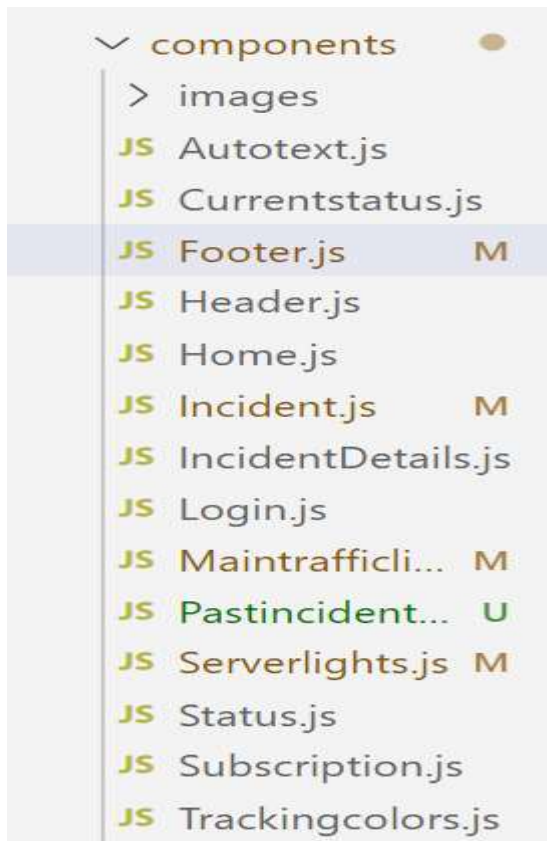 components
images
JS Autotext.js
JS Currentstatus.js
JS Footer.js M
JS Header.js
JS Home.js
JS Incident.js M
JS IncidentDetails.js
JS Login.js
JS Maintrafficli... M
JS Pastincident... U
JS Serverlights.js M
JS Status.js
JS Subscription.js
JS Trackingcolors.js